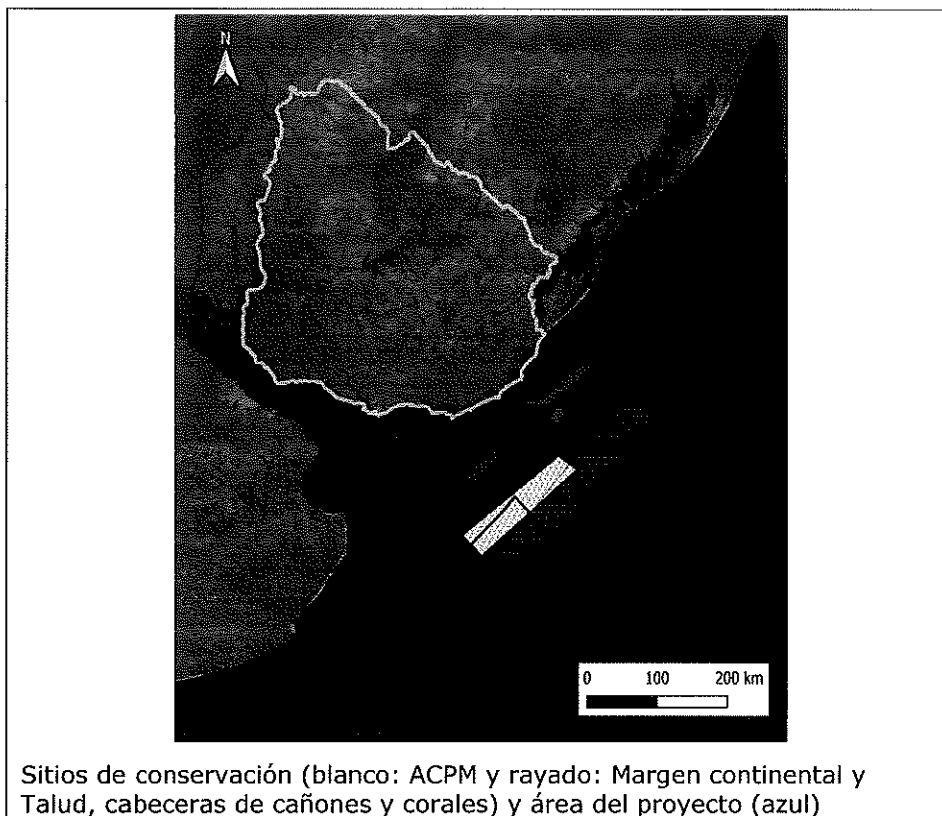 N
0 100 200 km
Sitios de conservación (blanco: ACPM y rayado: Margen continental y
Talud, cabeceras de cañones y corales) y área del proyecto (azul)